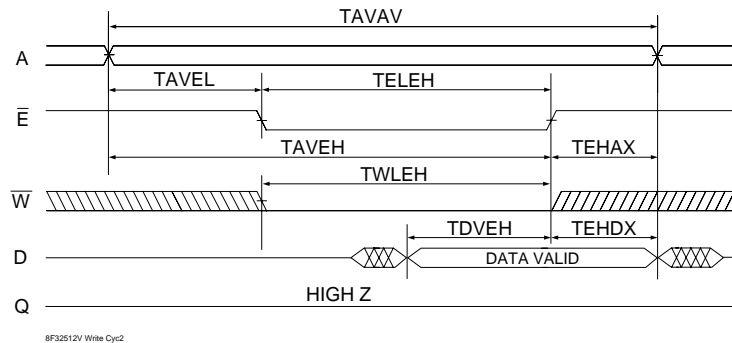 TAVAV
A
TAVEL TELEH
E̅
TAVEH TEHAX
W̅ TWLEH
TDVEH TEHDX
D DATA VALID
Q HIGH Z
8F32512V Write Cyc2